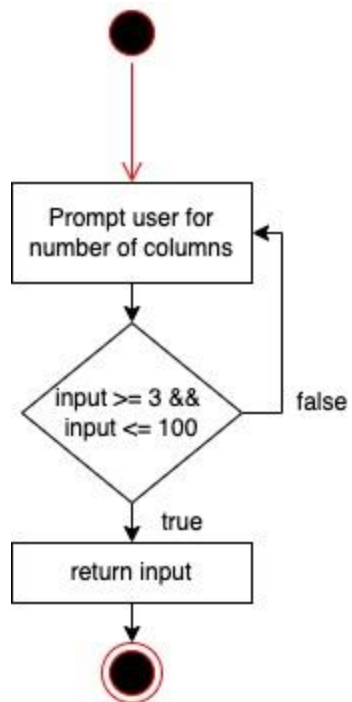 Prompt user for
number of columns
input >= 3 &&
input <= 100
false
true
return input